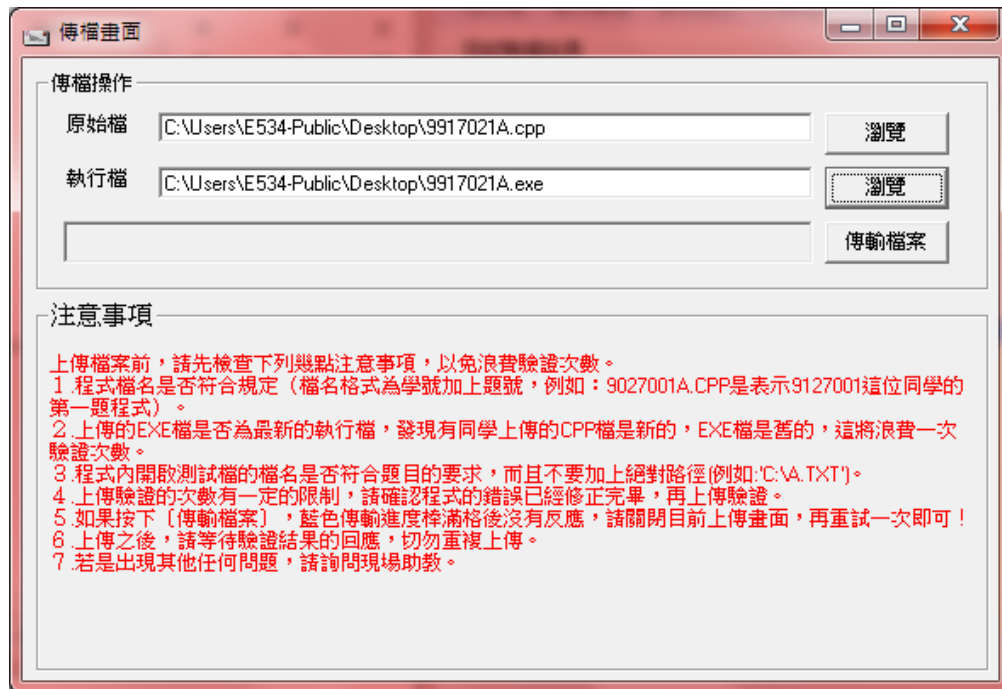 傳檔畫面
傳檔操作
原始檔
C:\Users\E534-Public\Desktop\9917021A.cpp
瀏覽
執行檔
C:\Users\E534-Public\Desktop\9917021A.exe
瀏覽
傳輸檔案
注意事項
上傳檔案前，請先檢查下列幾點注意事項，以免浪費驗證次數。
１.程式檔名是否符合規定（檔名格式為學號加上題號，例如：9027001A.CPP是表示9127001這位同學的
第一題程式）。
２.上傳的EXE檔是否為最新的執行檔，發現有同學上傳的CPP檔是新的，EXE檔是舊的，這將浪費一次
驗證次數。
３.程式內開啟測試檔的檔名是否符合題目的要求，而且不要加上絕對路徑(例如:'C:\A.TXT')。
４.上傳驗證的次數有一定的限制，請確認程式的錯誤已經修正完畢，再上傳驗證。
５.如果按下〔傳輸檔案〕，藍色傳輸進度棒滿格後沒有反應，請關閉目前上傳畫面，再重試一次即可！
６.上傳之後，請等待驗證結果的回應，切勿重複上傳。
７.若是出現其他任何問題，請詢問現場助教。